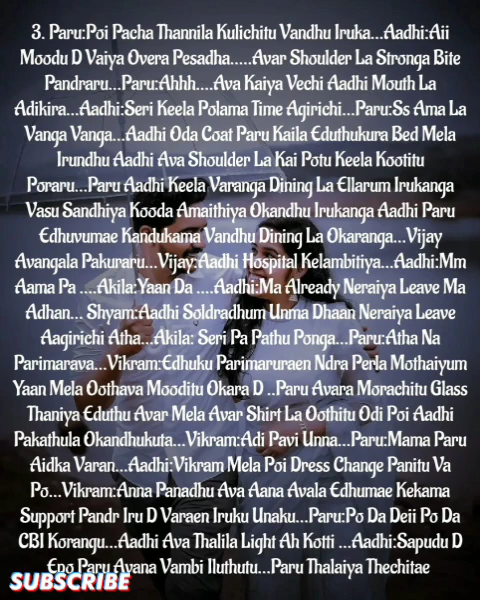 3. Paru:Poi Pacha Thannila Kulichitu Vandhu Iruka...Aadhi:Aii
Moodu D Vaiya Overa Pesadha.....Avar Shoulder La Stronga Bite
Pandraru...Paru:Ahhh....Ava Kaiya Vechi Aadhi Mouth La
Adikira...Aadhi:Seri Keela Polama Time Agirichi...Paru:Ss Ama La
Vanga Vanga...Aadhi Oda Coat Paru Kaila Eduthukura Bed Mela
Irundhu Aadhi Ava Shoulder La Kai Potu Keela Kootitu
Poraru...Paru Aadhi Keela Varanga Dining La Ellarum Irukanga
Vasu Sandhiya Kooda Amaithiya Okandhu Irukanga Aadhi Paru
Edhuvumae Kandukama Vandhu Dining La Okaranga...Vijay
Avangala Pakuraru...Vijay:Aadhi Hospital Kelambitiya...Aadhi:Mm
Aama Pa ....Akila:Yaan Da ....Aadhi:Ma Already Neraiya Leave Ma
Adhan... Shyam:Aadhi Soldradhum Unma Dhaan Neraiya Leave
Aagirichi Atha...Akila: Seri Pa Pathu Ponga...Paru:Atha Na
Parimarava...Vikram:Edhuku Parimaruraen Ndra Perla Mothaiyum
Yaan Mela Oothava Mooditu Okara D ..Paru Avara Morachitu Glass
Thaniya Eduthu Avar Mela Avar Shirt La Oothitu Odi Poi Aadhi
Pakathula Okandhukuta...Vikram:Adi Pavi Unna...Paru:Mama Paru
Aidka Varan...Aadhi:Vikram Mela Poi Dress Change Panitu Va
Po...Vikram:Anna Panadhu Ava Aana Avala Edhumae Kekama
Support Pandr Iru D Varaen Iruku Unaku...Paru:Po Da Deii Po Da
CBI Korangu...Aadhi Ava Thalila Light Ah Kotti ...Aadhi:Sapudu D
Epo Paru Avana Vambi Iluthutu...Paru Thalaiya Thechitae
SUBSCRIBE